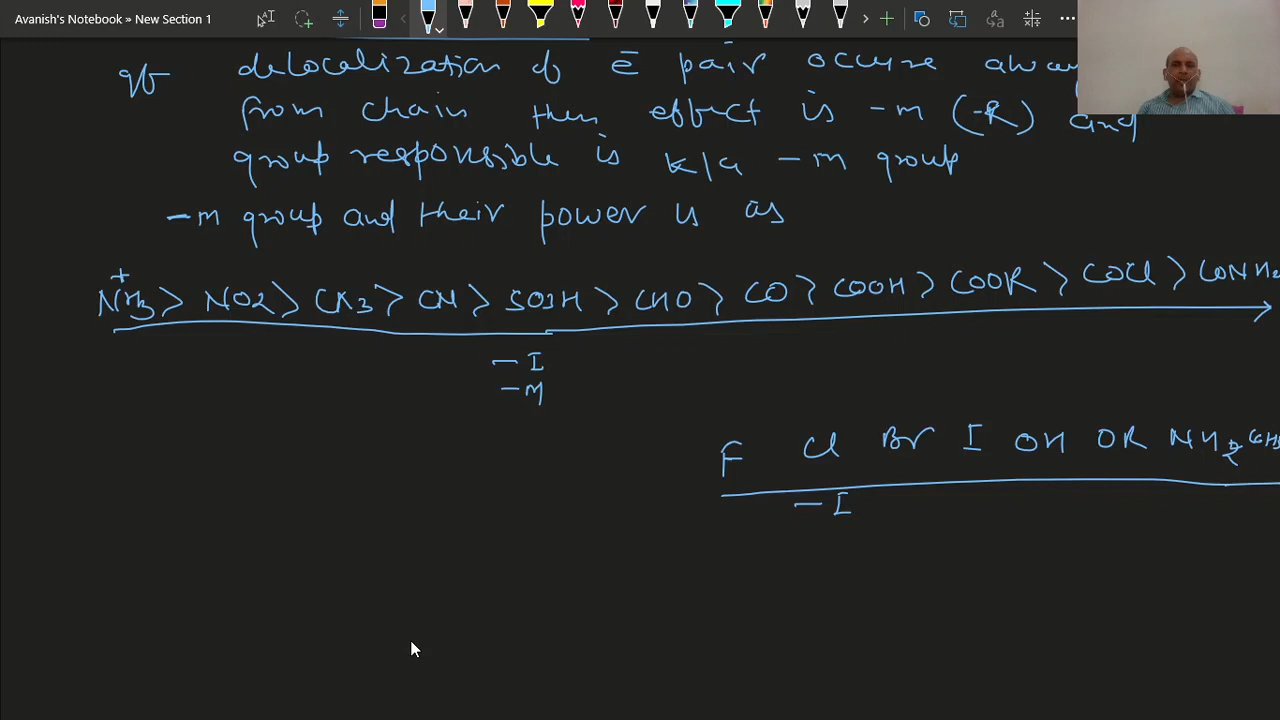 Avanish's Notebook » New Section 1
If delocalization of ē pair occure away
from chain then effect is -m (-R) and
group responsible is k/a -m group
-m group and their power is as
N⁺H3 > NO2 > CX3 > CN > SO3H > CHO > CO > COOH > COOR > COCl > CONH2
- I
- m
F Cl Br I OH OR NH2
- I